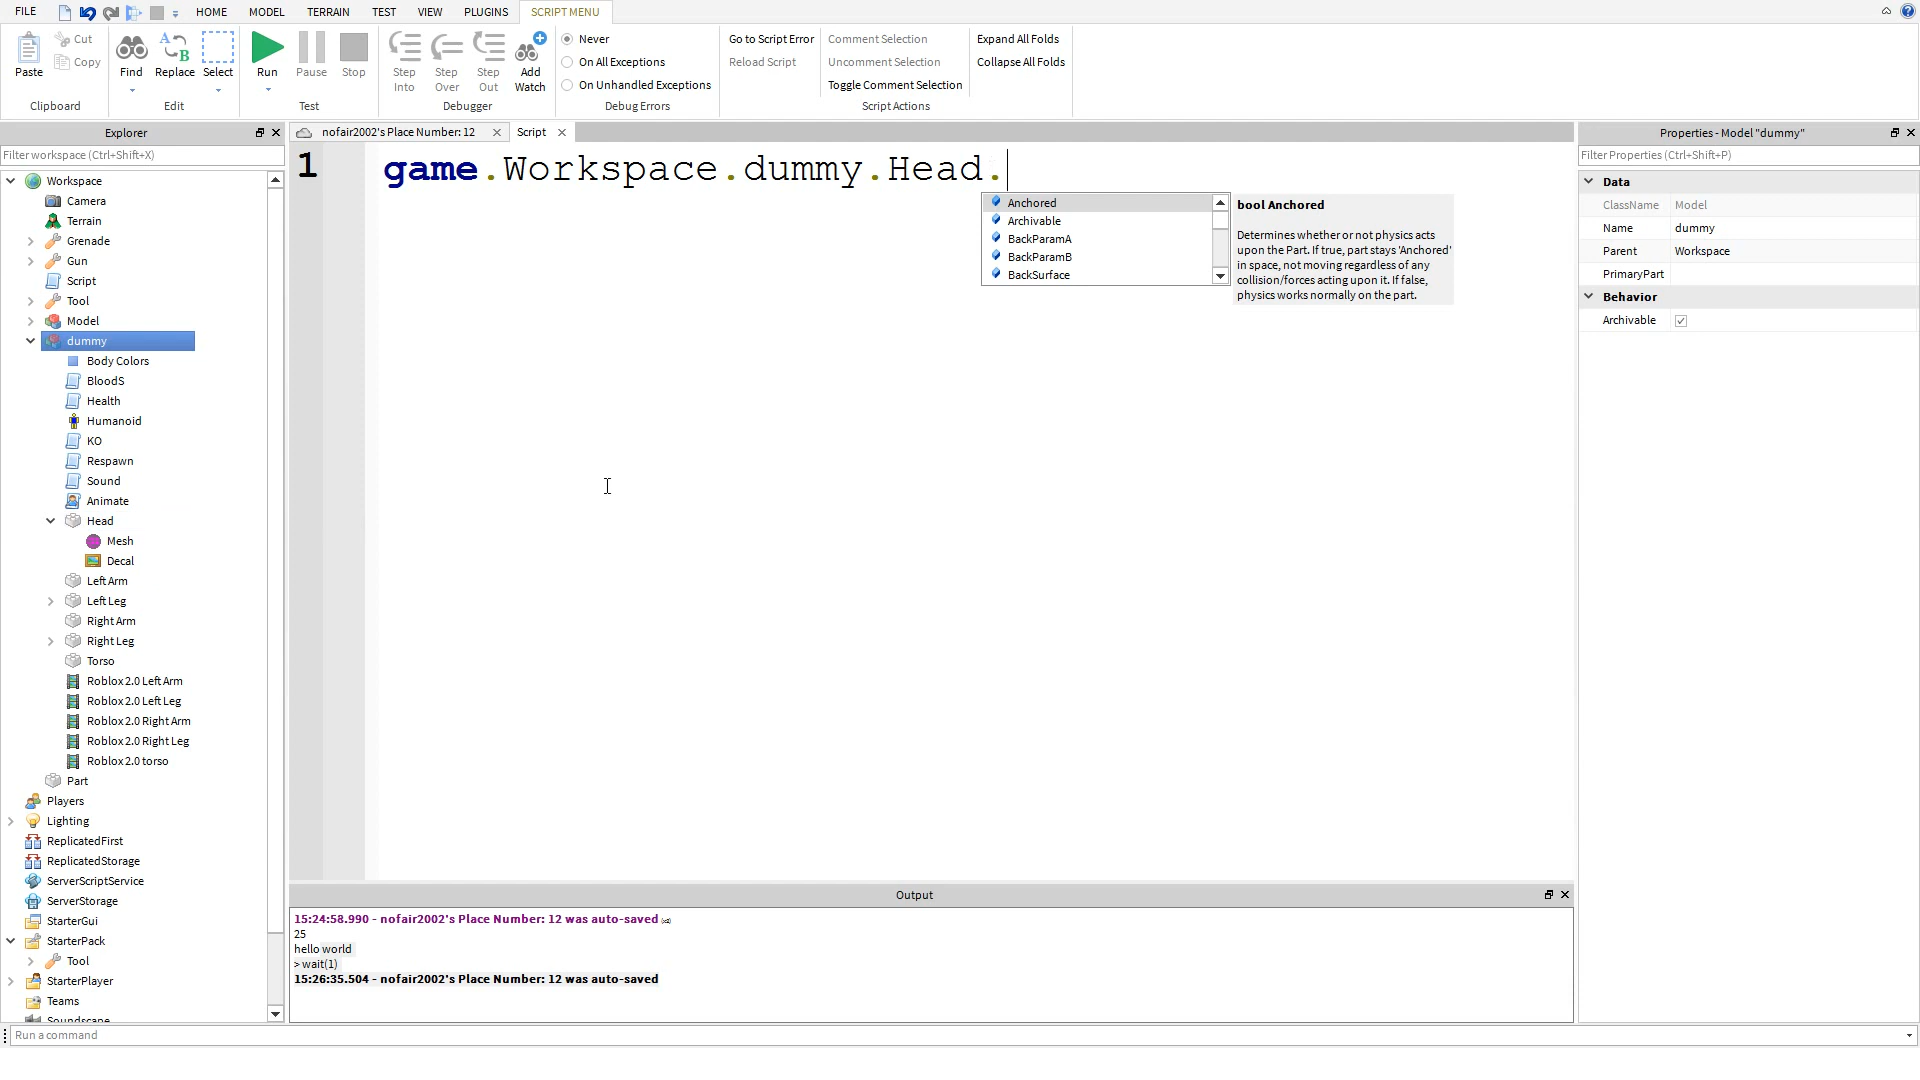 FILE
HOME
MODEL
TERRAIN
TEST
VIEW
PLUGINS
SCRIPT MENU
Paste
Cut
Copy
Clipboard
Find
Replace
Select
Edit
Run
Pause
Stop
Test
Step Into
Step Over
Step Out
Add Watch
Debugger
Never
On All Exceptions
On Unhandled Exceptions
Debug Errors
Go to Script Error
Reload Script
Comment Selection
Uncomment Selection
Toggle Comment Selection
Expand All Folds
Collapse All Folds
Script Actions
Explorer
Filter workspace (Ctrl+Shift+X)
Workspace
Camera
Terrain
Grenade
Gun
Script
Tool
Model
dummy
Body Colors
BloodS
Health
Humanoid
KO
Respawn
Sound
Animate
Head
Mesh
Decal
Left Arm
Left Leg
Right Arm
Right Leg
Torso
Roblox 2.0 Left Arm
Roblox 2.0 Left Leg
Roblox 2.0 Right Arm
Roblox 2.0 Right Leg
Roblox 2.0 torso
Part
Players
Lighting
ReplicatedFirst
ReplicatedStorage
ServerScriptService
ServerStorage
StarterGui
StarterPack
Tool
StarterPlayer
Teams
Soundscape
nofair2002's Place Number: 12
Script
1
game.Workspace.dummy.Head.
Anchored
Archivable
BackParamA
BackParamB
BackSurface
bool Anchored
Determines whether or not physics acts
upon the Part. If true, part stays 'Anchored'
in space, not moving regardless of any
collision/forces acting upon it. If false,
physics works normally on the part.
Output
15:24:58.990 - nofair2002's Place Number: 12 was auto-saved (x4)
25
hello world
> wait(1)
15:26:35.504 - nofair2002's Place Number: 12 was auto-saved
Run a command
Properties - Model "dummy"
Filter Properties (Ctrl+Shift+P)
Data
ClassName Model
Name dummy
Parent Workspace
PrimaryPart
Behavior
Archivable